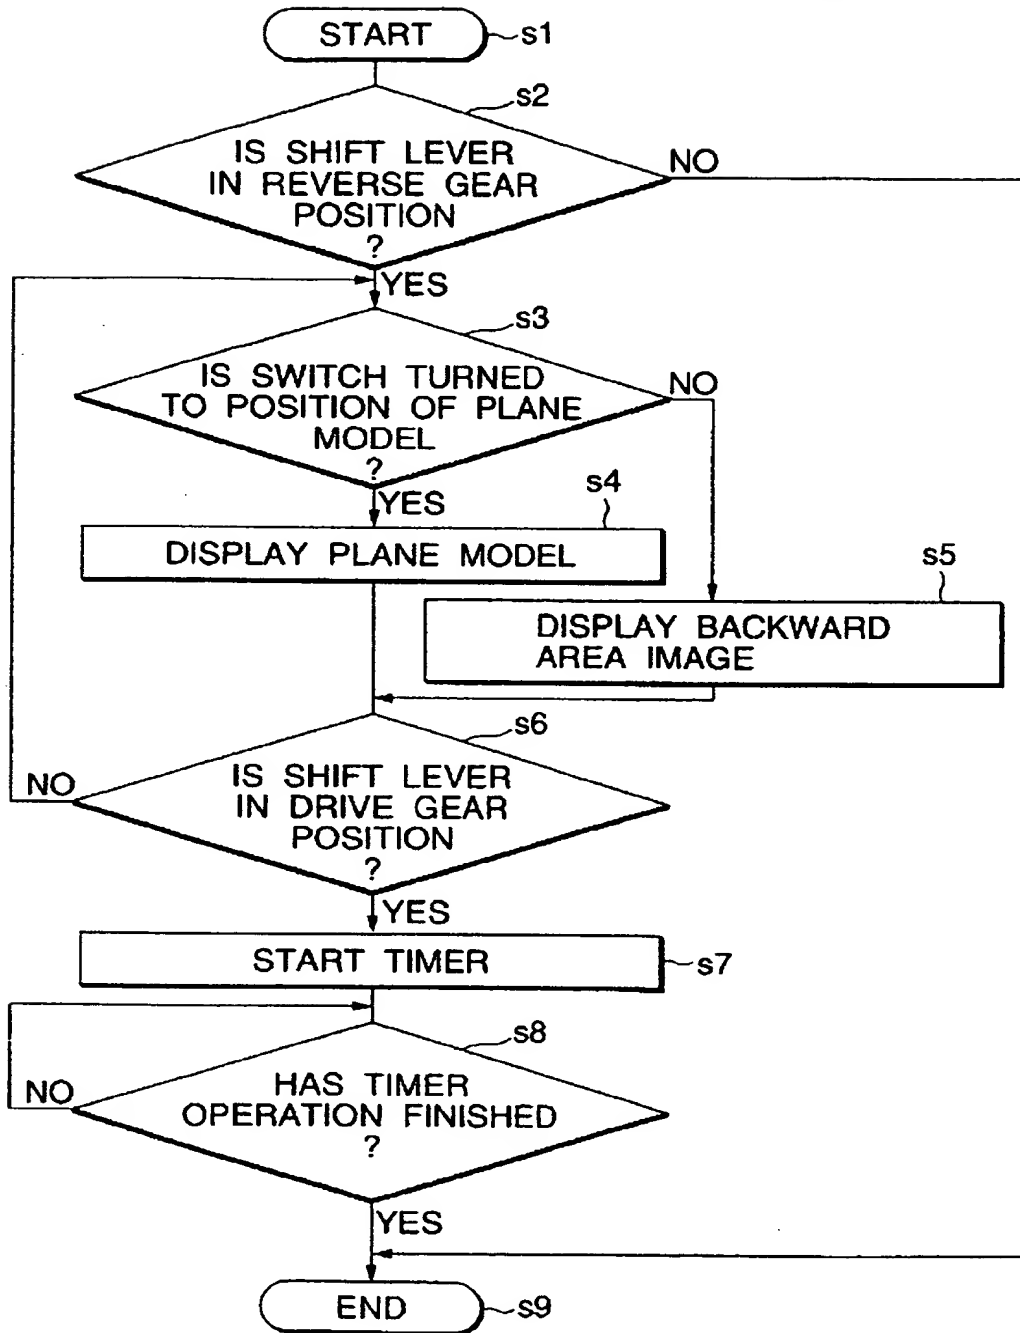 START
s1
s2
IS SHIFT LEVER
IN REVERSE GEAR
POSITION
?
NO
YES
s3
IS SWITCH TURNED
TO POSITION OF PLANE
MODEL
?
NO
YES
s4
DISPLAY PLANE MODEL
s5
DISPLAY BACKWARD
AREA IMAGE
s6
IS SHIFT LEVER
IN DRIVE GEAR
POSITION
?
NO
YES
START TIMER
s7
s8
HAS TIMER
OPERATION FINISHED
?
NO
YES
END
s9